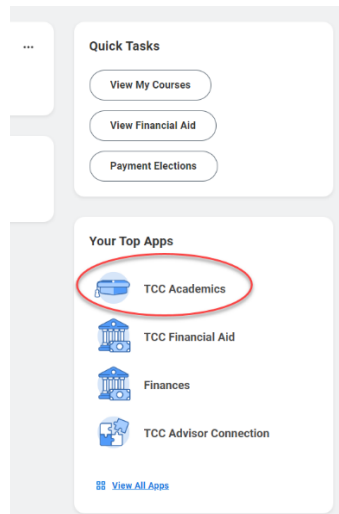 Quick Tasks
View My Courses
View Financial Aid
Payment Elections
Your Top Apps
TCC Academics
TCC Financial Aid
Finances
TCC Advisor Connection
View All Apps